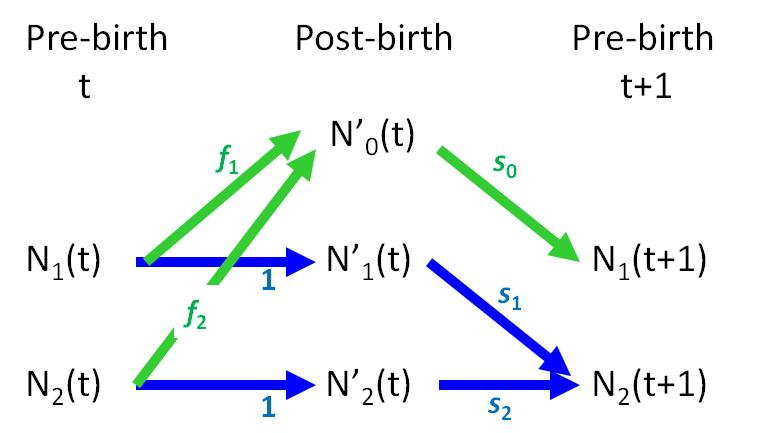 Pre-birth Post-birth Pre-birth
t t+1
N’₀(t)
f₁ s₀
N₁(t) N’₁(t) N₁(t+1)
1 s₁
f₂
N₂(t) N’₂(t) N₂(t+1)
1 s₂